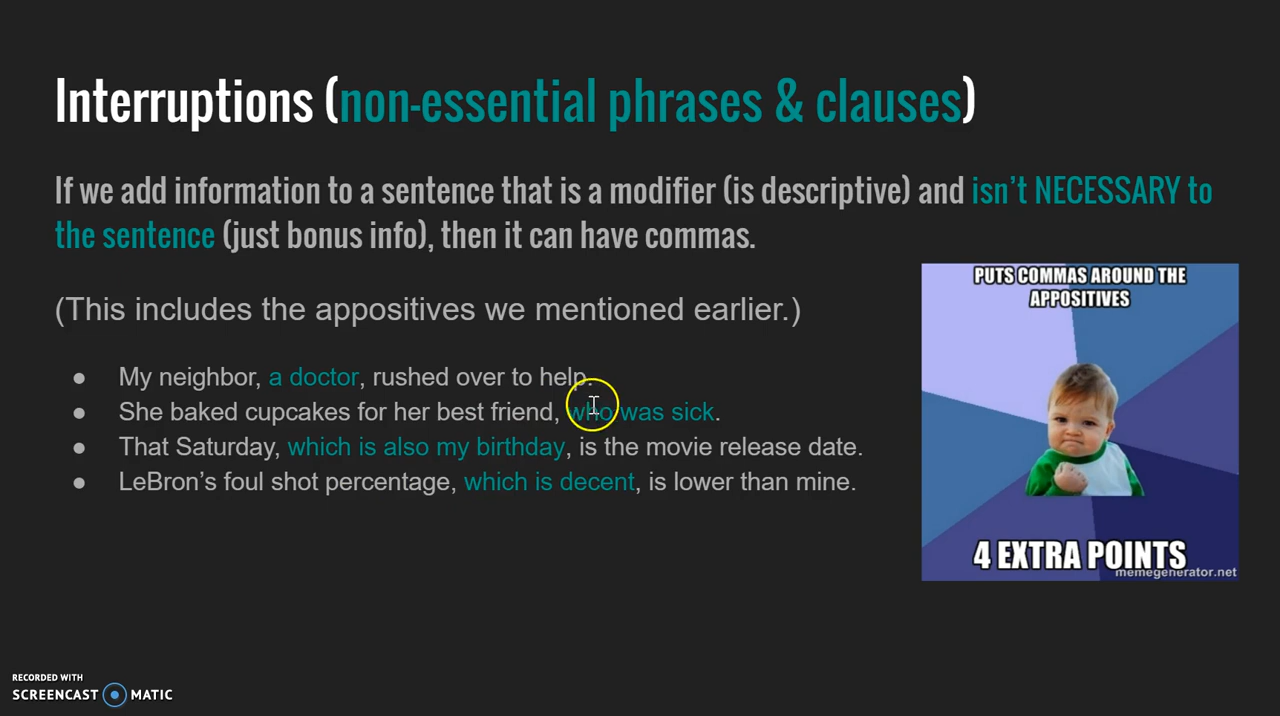 Interruptions (non-essential phrases & clauses)
If we add information to a sentence that is a modifier (is descriptive) and isn’t NECESSARY to
the sentence (just bonus info), then it can have commas.
(This includes the appositives we mentioned earlier.)
● My neighbor, a doctor, rushed over to help.
● She baked cupcakes for her best friend, who was sick.
● That Saturday, which is also my birthday, is the movie release date.
● LeBron’s foul shot percentage, which is decent, is lower than mine.
PUTS COMMAS AROUND THE
APPOSITIVES
4 EXTRA POINTS
memegenerator.net
RECORDED WITH
SCREENCAST MATIC